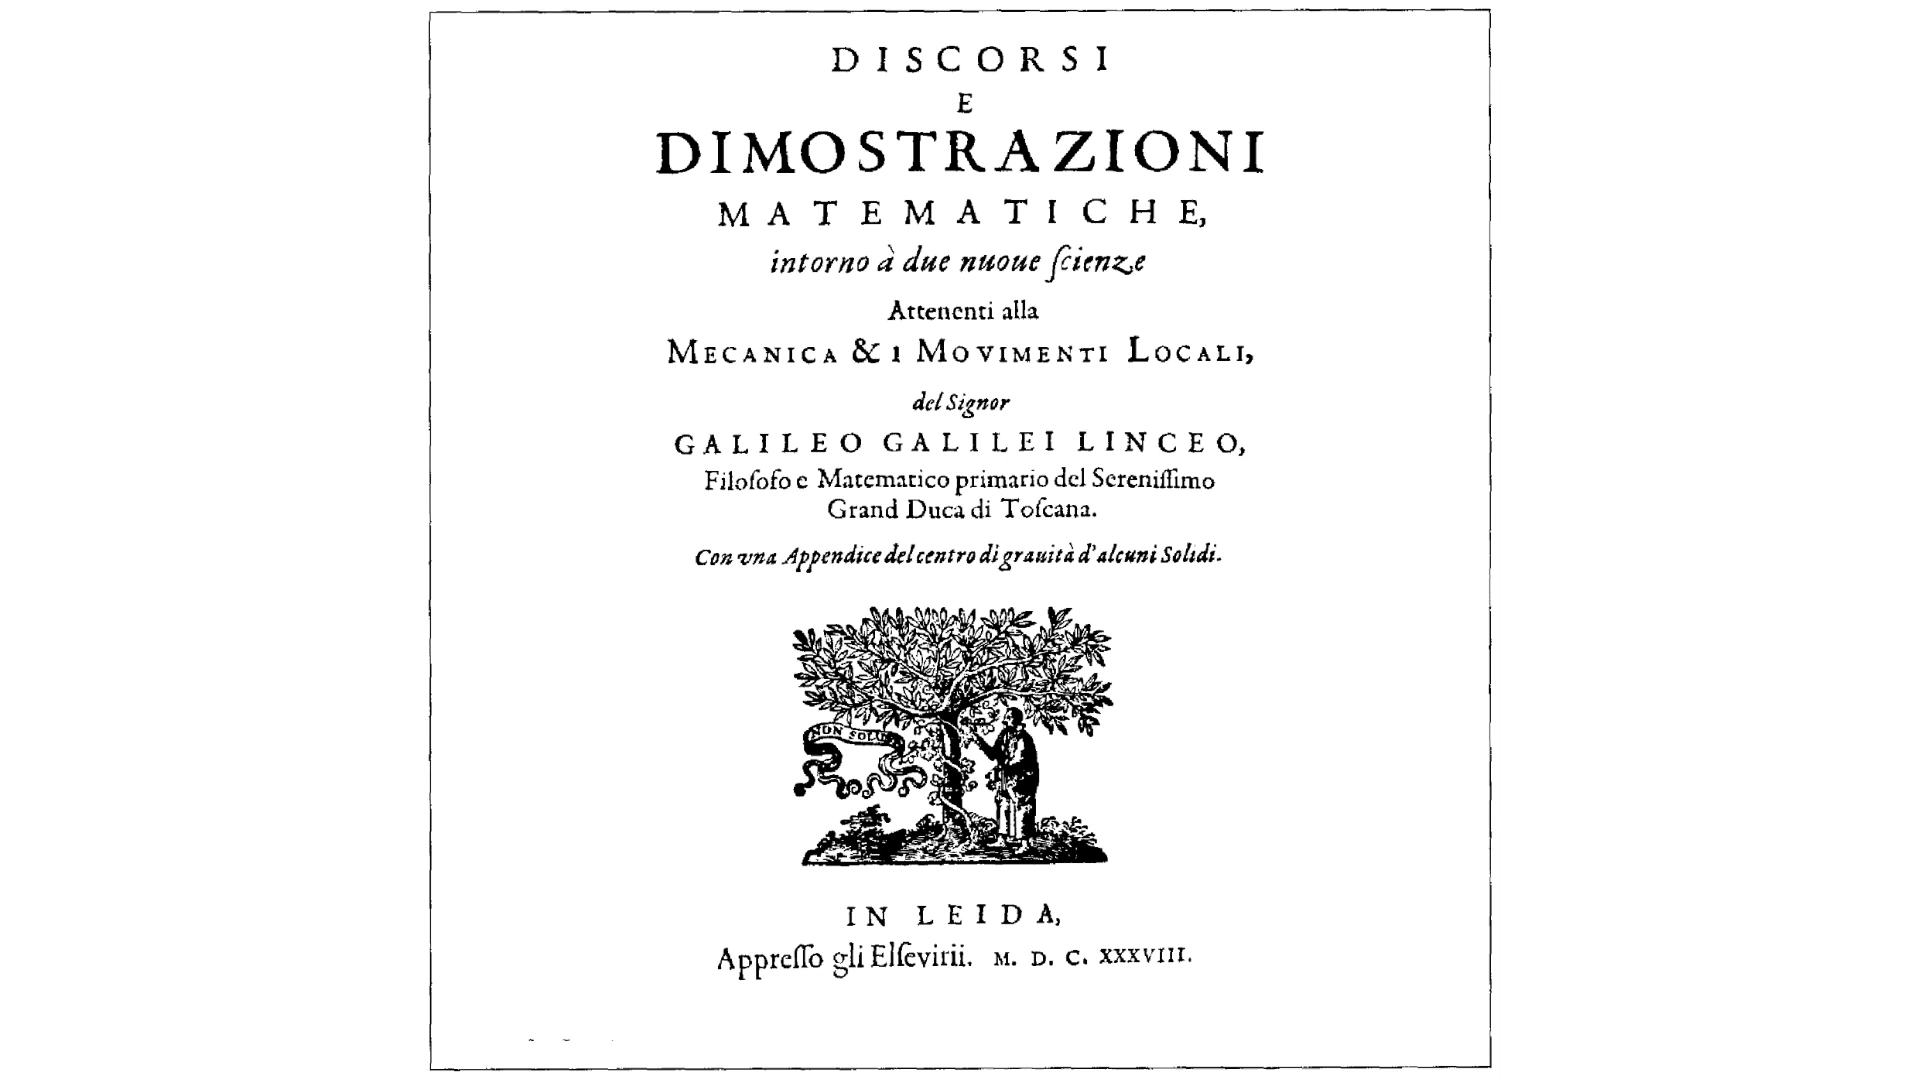 DISCORSI
E
DIMOSTRAZIONI
MATEMATICHE,
intorno à due nuoue ſcienze
Attenenti alla
MECANICA & I MOVIMENTI LOCALI,
del Signor
GALILEO GALILEI LINCEO,
Filoſofo e Matematico primario del Sereniſſimo
Grand Duca di Toſcana.
Con vna Appendice del centro di grauità d'alcuni Solidi.
NON SOLUS
IN LEIDA,
Appreſſo gli Elſevirii. M. D. C. XXXVIII.